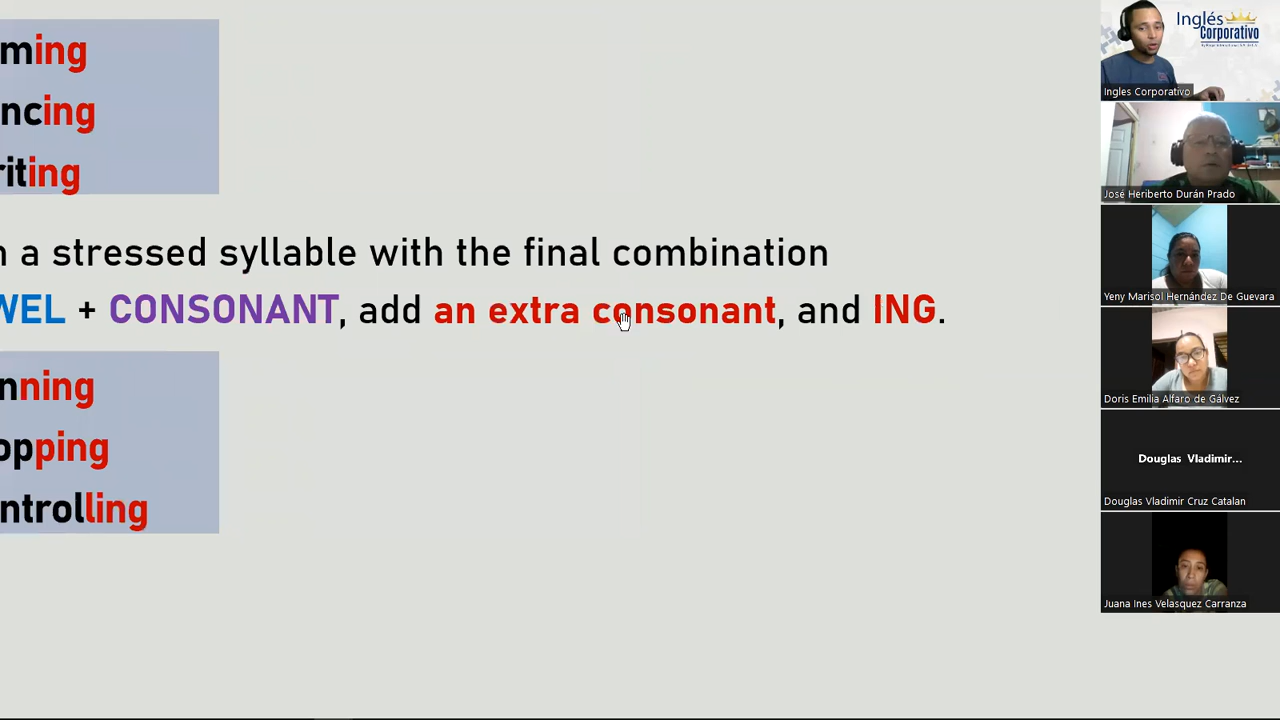 ming
ncing
riting
n a stressed syllable with the final combination
WEL + CONSONANT, add an extra consonant, and ING.
nning
opping
ntrolling
Inglés
Corporativo
Ingles Corporativo
José Heriberto Durán Prado
Yeny Marisol Hernández De Guevara
Doris Emilia Alfaro de Gálvez
Douglas Vladimir...
Douglas Vladimir Cruz Catalan
Juana Ines Velasquez Carranza